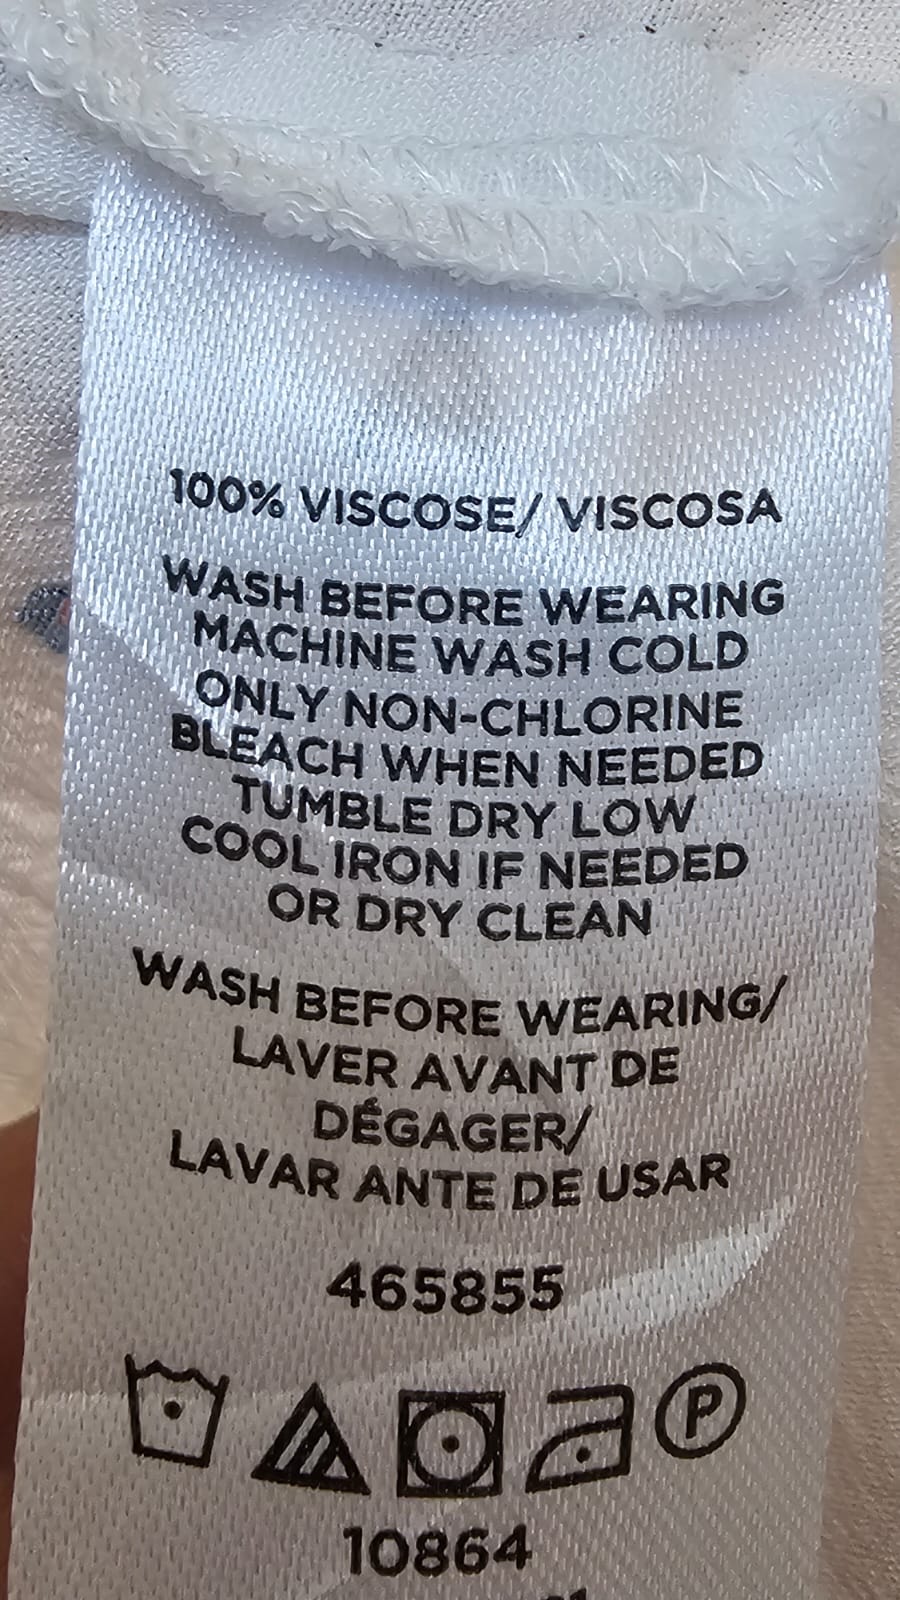 100% VISCOSE/ VISCOSA
WASH BEFORE WEARING
MACHINE WASH COLD
ONLY NON-CHLORINE
BLEACH WHEN NEEDED
TUMBLE DRY LOW
COOL IRON IF NEEDED
OR DRY CLEAN
WASH BEFORE WEARING/
LAVER AVANT DE
DÉGAGER/
LAVAR ANTE DE USAR
465855
P
10864